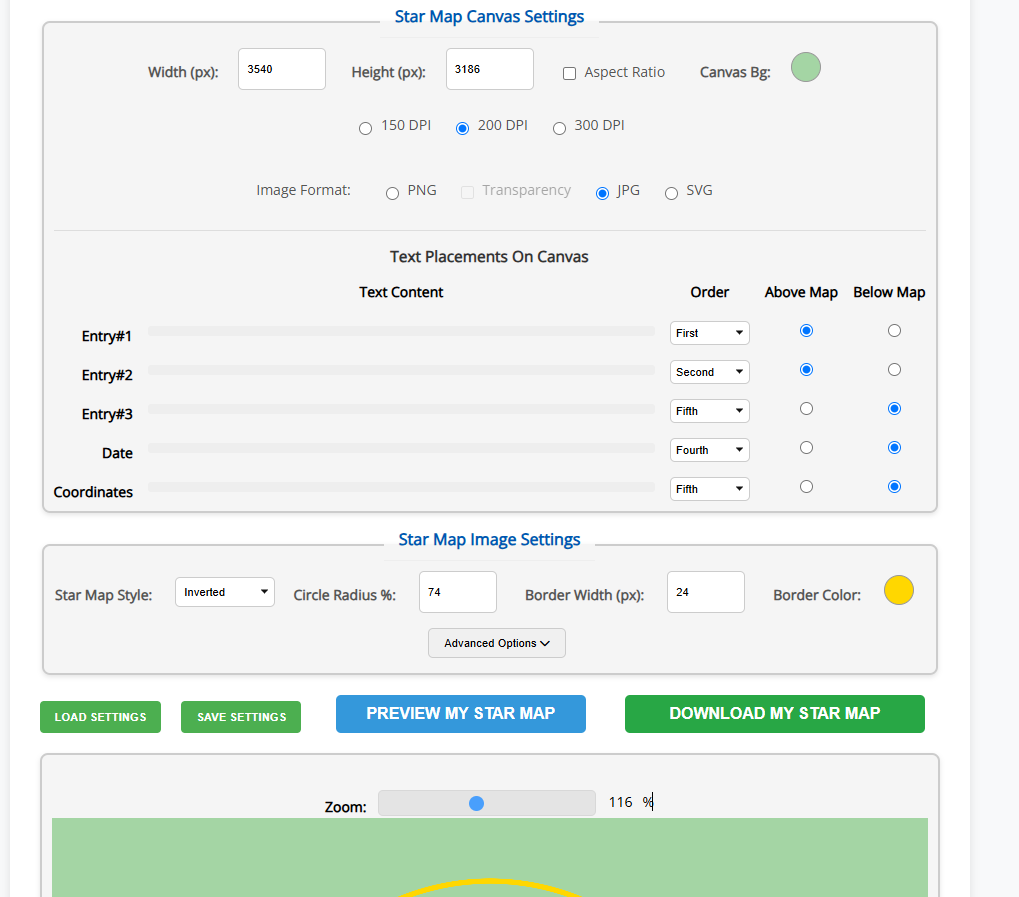 Star Map Canvas Settings
Width (px): 3540 Height (px): 3186 Aspect Ratio Canvas Bg:
150 DPI 200 DPI 300 DPI
Image Format: PNG Transparency JPG SVG
Text Placements On Canvas
Text Content Order Above Map Below Map
Entry#1 First
Entry#2 Second
Entry#3 Fifth
Date Fourth
Coordinates Fifth
Star Map Image Settings
Star Map Style: Inverted Circle Radius %: 74 Border Width (px): 24 Border Color:
Advanced Options
LOAD SETTINGS SAVE SETTINGS PREVIEW MY STAR MAP DOWNLOAD MY STAR MAP
Zoom: 116 %